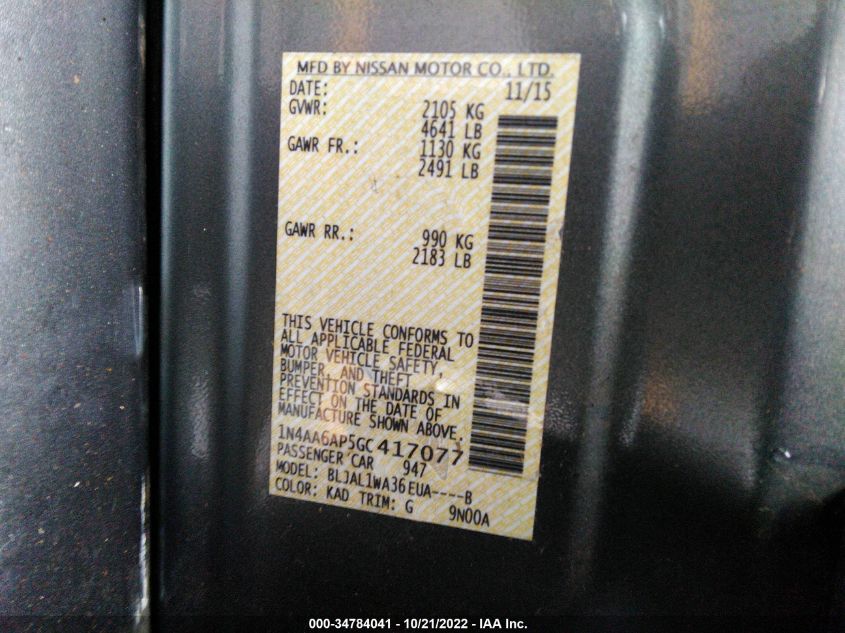 MFD BY NISSAN MOTOR CO., LTD.
DATE: 11/15
GVWR: 2105 KG
4641 LB
GAWR FR.: 1130 KG
2491 LB
GAWR RR.: 990 KG
2183 LB
THIS VEHICLE CONFORMS TO
ALL APPLICABLE FEDERAL
MOTOR VEHICLE SAFETY,
BUMPER, AND THEFT
PREVENTION STANDARDS IN
EFFECT ON THE DATE OF
MANUFACTURE SHOWN ABOVE.
1N4AA6AP5GC417077
PASSENGER CAR 947
MODEL: BLJAL1WA36EUA----B
COLOR: KAD TRIM: G 9N00A
000-34784041 - 10/21/2022 - IAA Inc.